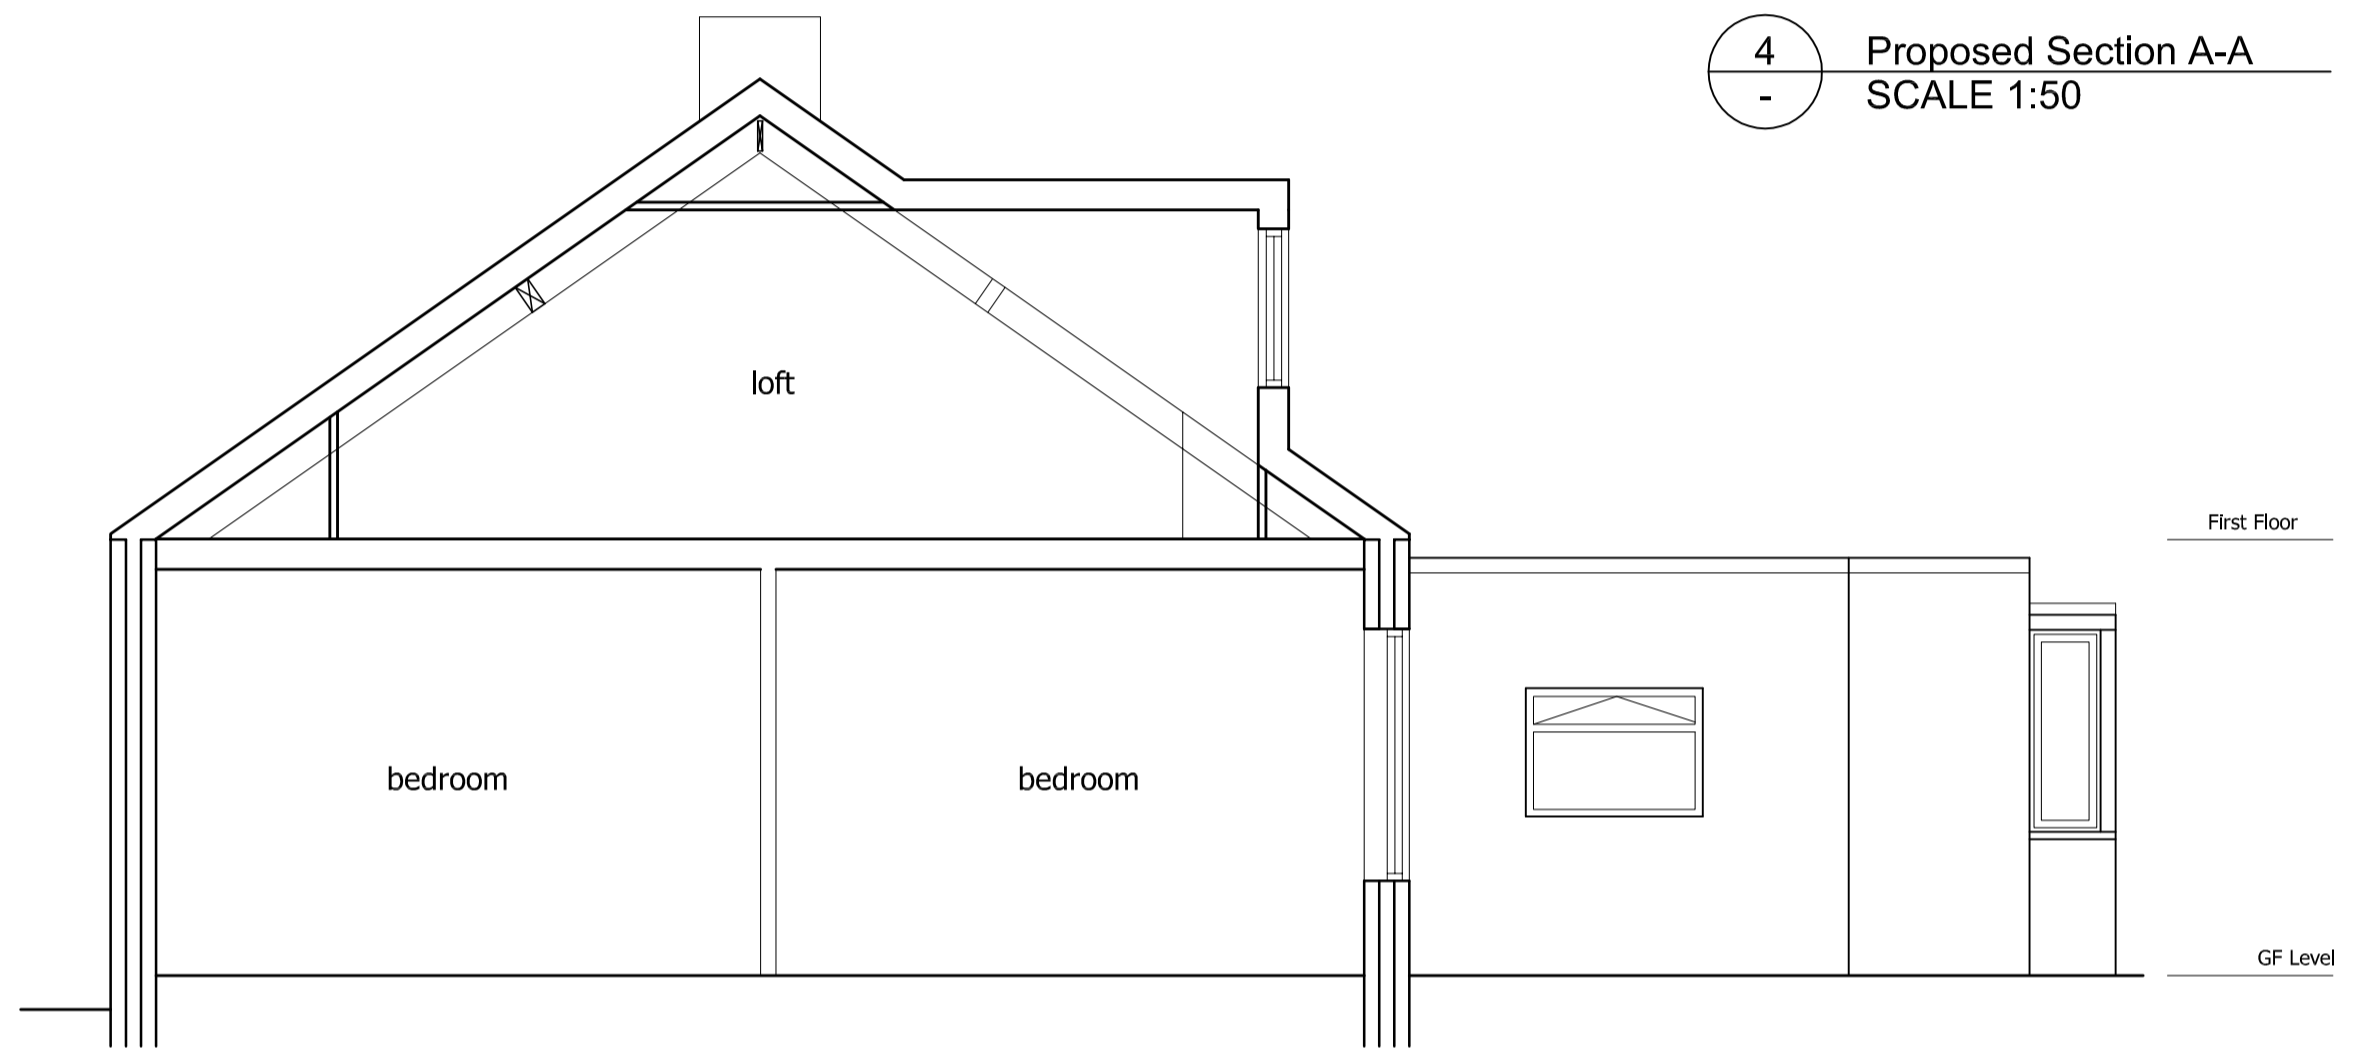 4
Proposed Section A-A
-
SCALE 1:50
loft
First Floor
bedroom
bedroom
GF Level